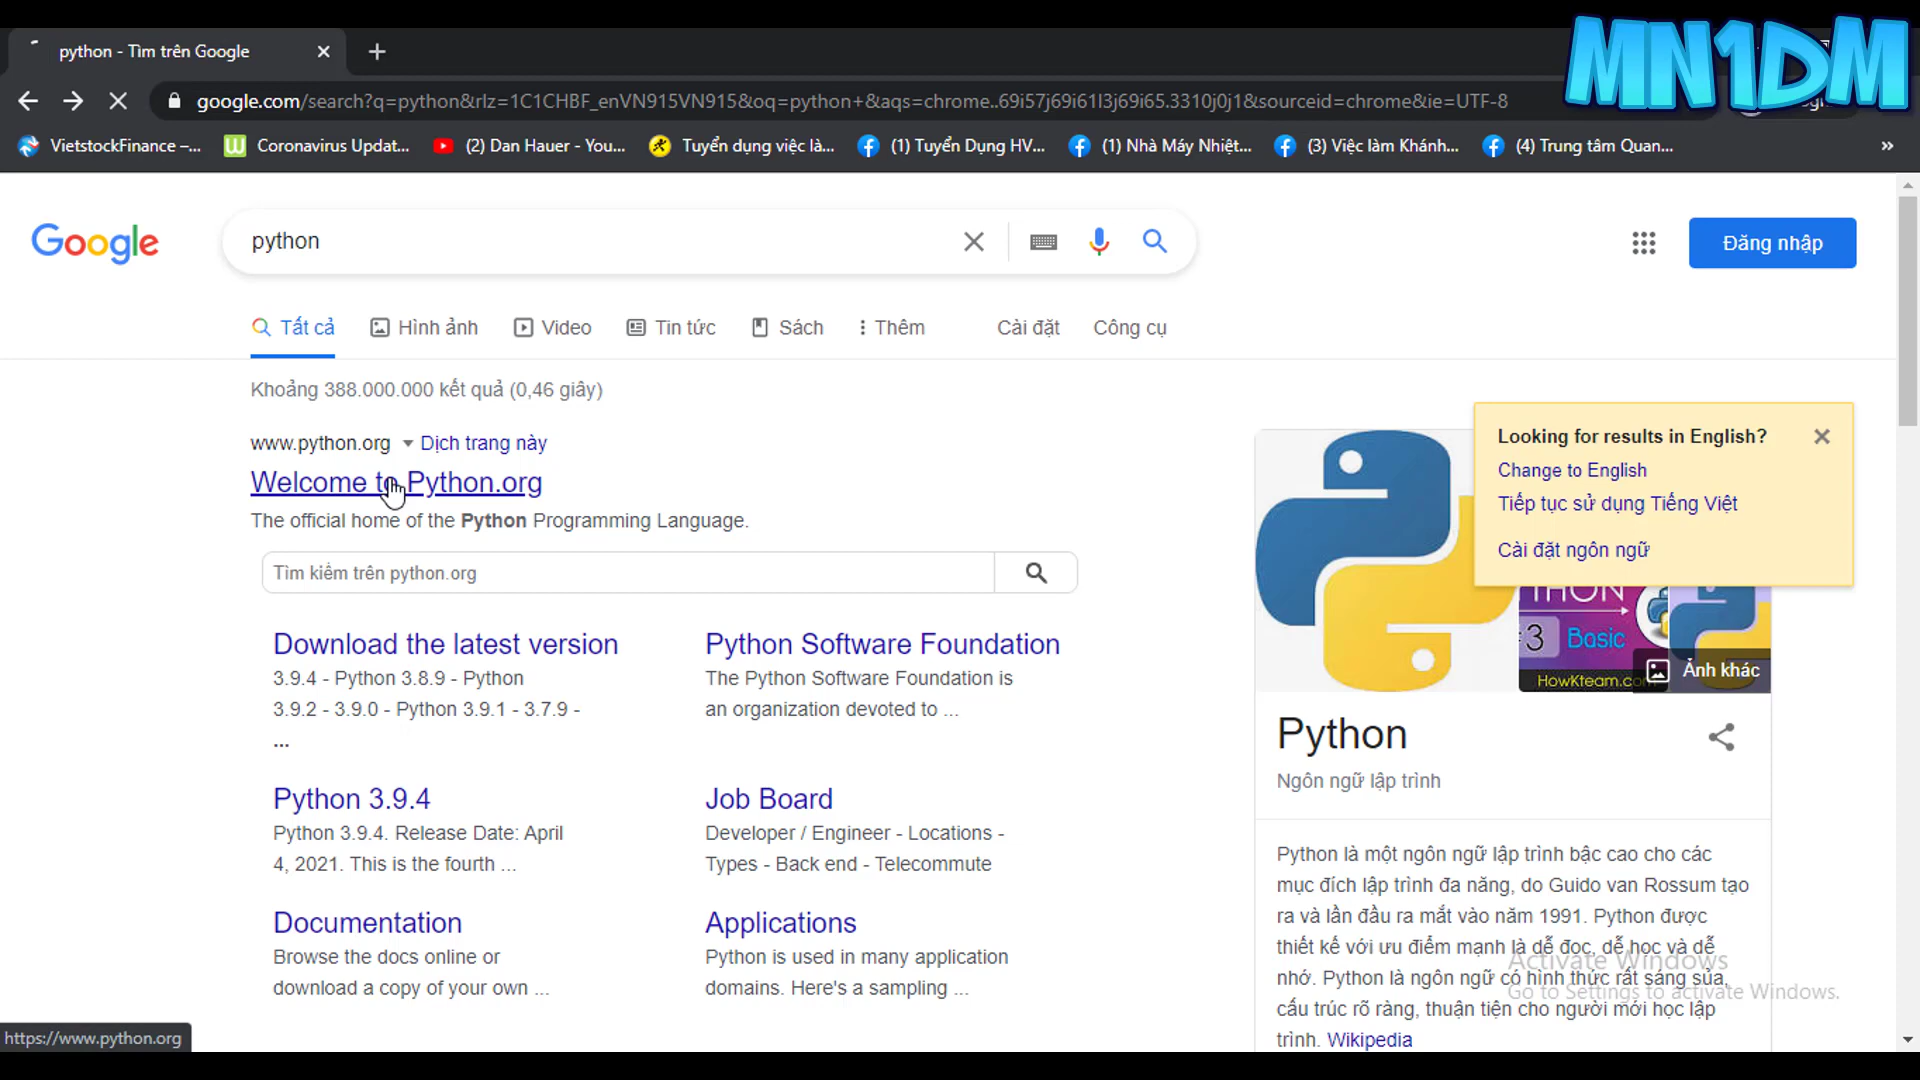 python - Tìm trên Google
MN1DM
google.com/search?q=python&rlz=1C1CHBF_enVN915VN915&oq=python+&aqs=chrome..69i57j69i61l3j69i65.3310j0j1&sourceid=chrome&ie=UTF-8
VietstockFinance –...
Coronavirus Updat...
(2) Dan Hauer - You...
Tuyển dụng việc là...
(1) Tuyển Dụng HV...
(1) Nhà Máy Nhiệt...
(3) Việc làm Khánh...
(4) Trung tâm Quan...
Google
python
Đăng nhập
Tất cả
Hình ảnh
Video
Tin tức
Sách
Thêm
Cài đặt
Công cụ
Khoảng 388.000.000 kết quả (0,46 giây)
www.python.org
Dịch trang này
Welcome to Python.org
The official home of the Python Programming Language.
Tìm kiếm trên python.org
Download the latest version
3.9.4 - Python 3.8.9 - Python
3.9.2 - 3.9.0 - Python 3.9.1 - 3.7.9 -
...
Python Software Foundation
The Python Software Foundation is
an organization devoted to ...
Python 3.9.4
Python 3.9.4. Release Date: April
4, 2021. This is the fourth ...
Job Board
Developer / Engineer - Locations -
Types - Back end - Telecommute
Documentation
Browse the docs online or
download a copy of your own ...
Applications
Python is used in many application
domains. Here's a sampling ...
Looking for results in English?
Change to English
Tiếp tục sử dụng Tiếng Việt
Cài đặt ngôn ngữ
3
Basic
HowKteam.com
Ảnh khác
Python
Ngôn ngữ lập trình
Python là một ngôn ngữ lập trình bậc cao cho các
mục đích lập trình đa năng, do Guido van Rossum tạo
ra và lần đầu ra mắt vào năm 1991. Python được
thiết kế với ưu điểm mạnh là dễ đọc, dễ học và dễ
nhớ. Python là ngôn ngữ có hình thức rất sáng sủa,
cấu trúc rõ ràng, thuận tiện cho người mới học lập
trình. Wikipedia
Activate Windows
Go to Settings to activate Windows.
https://www.python.org